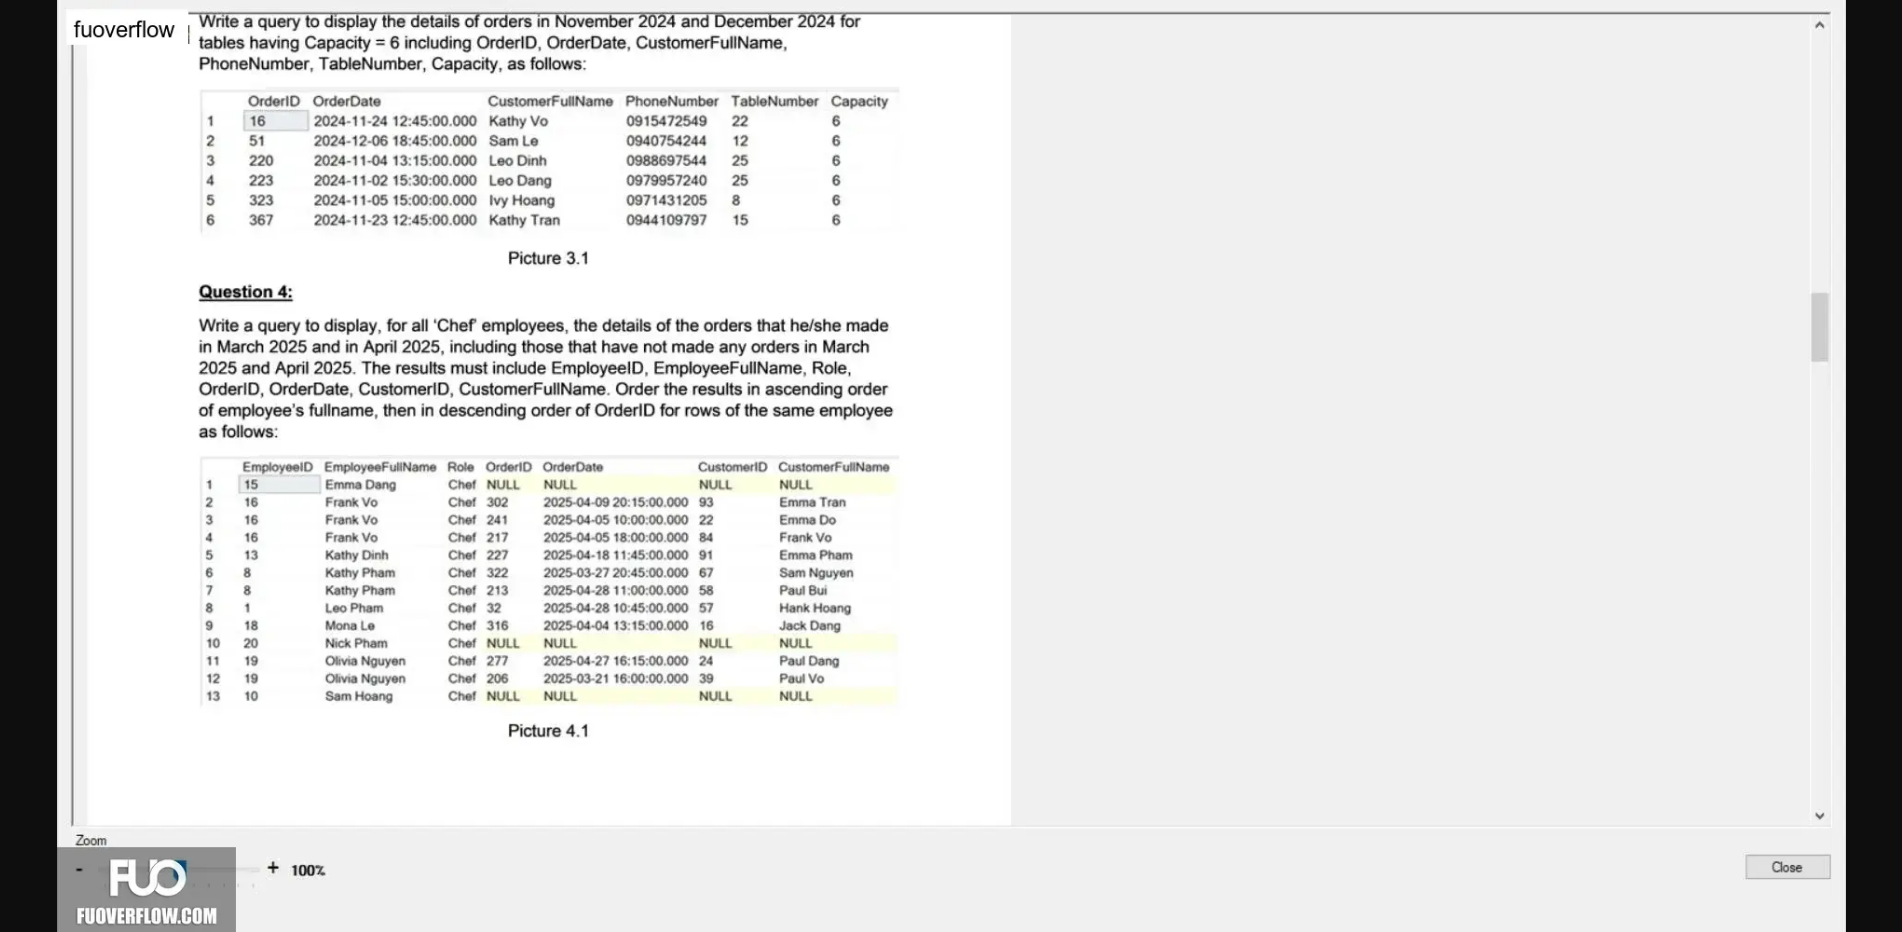 fuoverflow
Write a query to display the details of orders in November 2024 and December 2024 for
tables having Capacity = 6 including OrderID, OrderDate, CustomerFullName,
PhoneNumber, TableNumber, Capacity, as follows:
OrderID OrderDate CustomerFullName PhoneNumber TableNumber Capacity
1 16 2024-11-24 12:45:00.000 Kathy Vo 0915472549 22 6
2 51 2024-12-06 18:45:00.000 Sam Le 0940754244 12 6
3 220 2024-11-04 13:15:00.000 Leo Dinh 0988697544 25 6
4 223 2024-11-02 15:30:00.000 Leo Dang 0979957240 25 6
5 323 2024-11-05 15:00:00.000 Ivy Hoang 0971431205 8 6
6 367 2024-11-23 12:45:00.000 Kathy Tran 0944109797 15 6
Picture 3.1
Question 4:
Write a query to display, for all ‘Chef’ employees, the details of the orders that he/she made
in March 2025 and in April 2025, including those that have not made any orders in March
2025 and April 2025. The results must include EmployeeID, EmployeeFullName, Role,
OrderID, OrderDate, CustomerID, CustomerFullName. Order the results in ascending order
of employee's fullname, then in descending order of OrderID for rows of the same employee
as follows:
EmployeeID EmployeeFullName Role OrderID OrderDate CustomerID CustomerFullName
1 15 Emma Dang Chef NULL NULL NULL NULL
2 16 Frank Vo Chef 302 2025-04-09 20:15:00.000 93 Emma Tran
3 16 Frank Vo Chef 241 2025-04-05 10:00:00.000 22 Emma Do
4 16 Frank Vo Chef 217 2025-04-05 18:00:00.000 84 Frank Vo
5 13 Kathy Dinh Chef 227 2025-04-18 11:45:00.000 91 Emma Pham
6 8 Kathy Pham Chef 322 2025-03-27 20:45:00.000 67 Sam Nguyen
7 8 Kathy Pham Chef 213 2025-04-28 11:00:00.000 58 Paul Bui
8 1 Leo Pham Chef 32 2025-04-28 10:45:00.000 57 Hank Hoang
9 18 Mona Le Chef 316 2025-04-04 13:15:00.000 16 Jack Dang
10 20 Nick Pham Chef NULL NULL NULL NULL
11 19 Olivia Nguyen Chef 277 2025-04-27 16:15:00.000 24 Paul Dang
12 19 Olivia Nguyen Chef 206 2025-03-21 16:00:00.000 39 Paul Vo
13 10 Sam Hoang Chef NULL NULL NULL NULL
Picture 4.1
Zoom
- + 100%
Close
FUO
FUOVERFLOW.COM